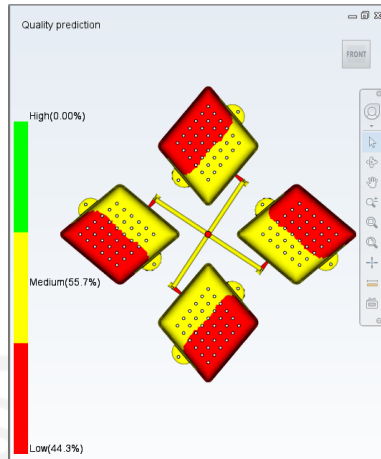 Quality prediction
FRONT
High(0.00%)
Medium(55.7%)
Low(44.3%)